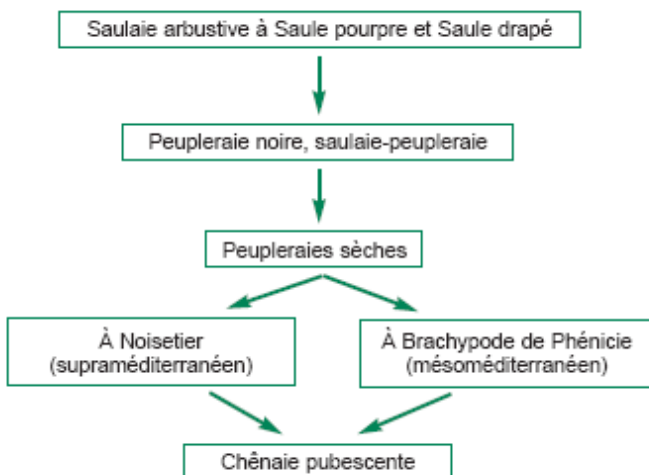 Saulaie arbustive à Saule pourpre et Saule drapé
Peupleraie noire, saulaie-peupleraie
Peupleraies sèches
À Noisetier
(supraméditerranéen)
À Brachypode de Phénicie
(mésoméditerranéen)
Chênaie pubescente